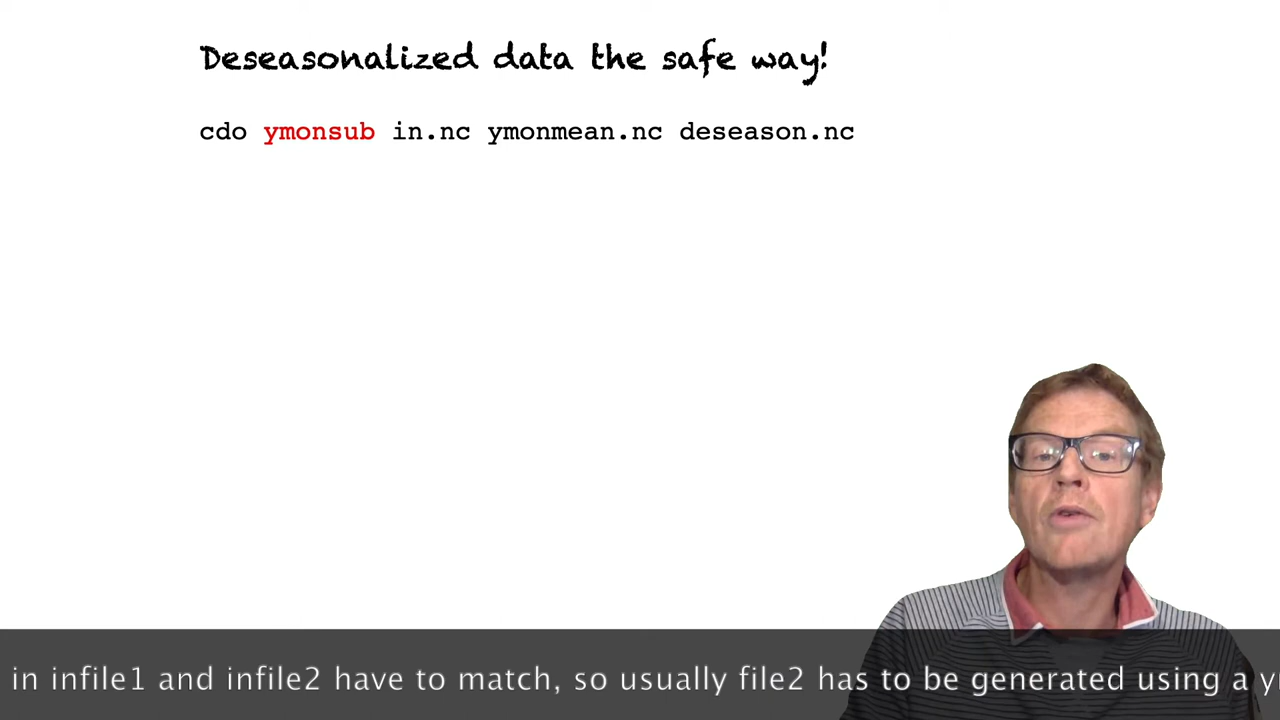 Deseasonalized data the safe way!
cdo ymonsub in.nc ymonmean.nc deseason.nc
in infile1 and infile2 have to match, so usually file2 has to be generated using a